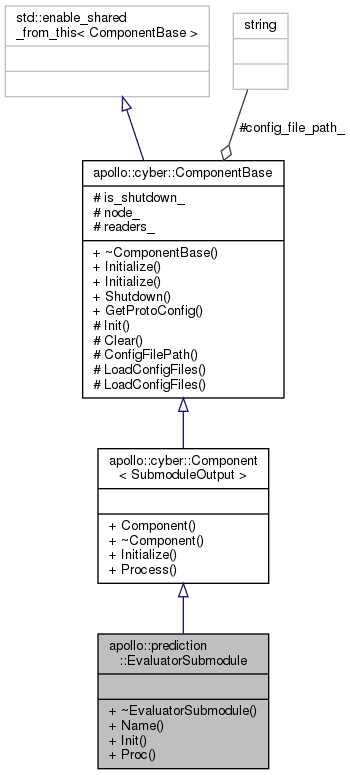 std::enable_shared
_from_this< ComponentBase >
string
#config_file_path_
apollo::cyber::ComponentBase
# is_shutdown_
# node_
# readers_
+ ~ComponentBase()
+ Initialize()
+ Initialize()
+ Shutdown()
+ GetProtoConfig()
# Init()
# Clear()
# ConfigFilePath()
# LoadConfigFiles()
# LoadConfigFiles()
apollo::cyber::Component
< SubmoduleOutput >
+ Component()
+ ~Component()
+ Initialize()
+ Process()
apollo::prediction
::EvaluatorSubmodule
+ ~EvaluatorSubmodule()
+ Name()
+ Init()
+ Proc()